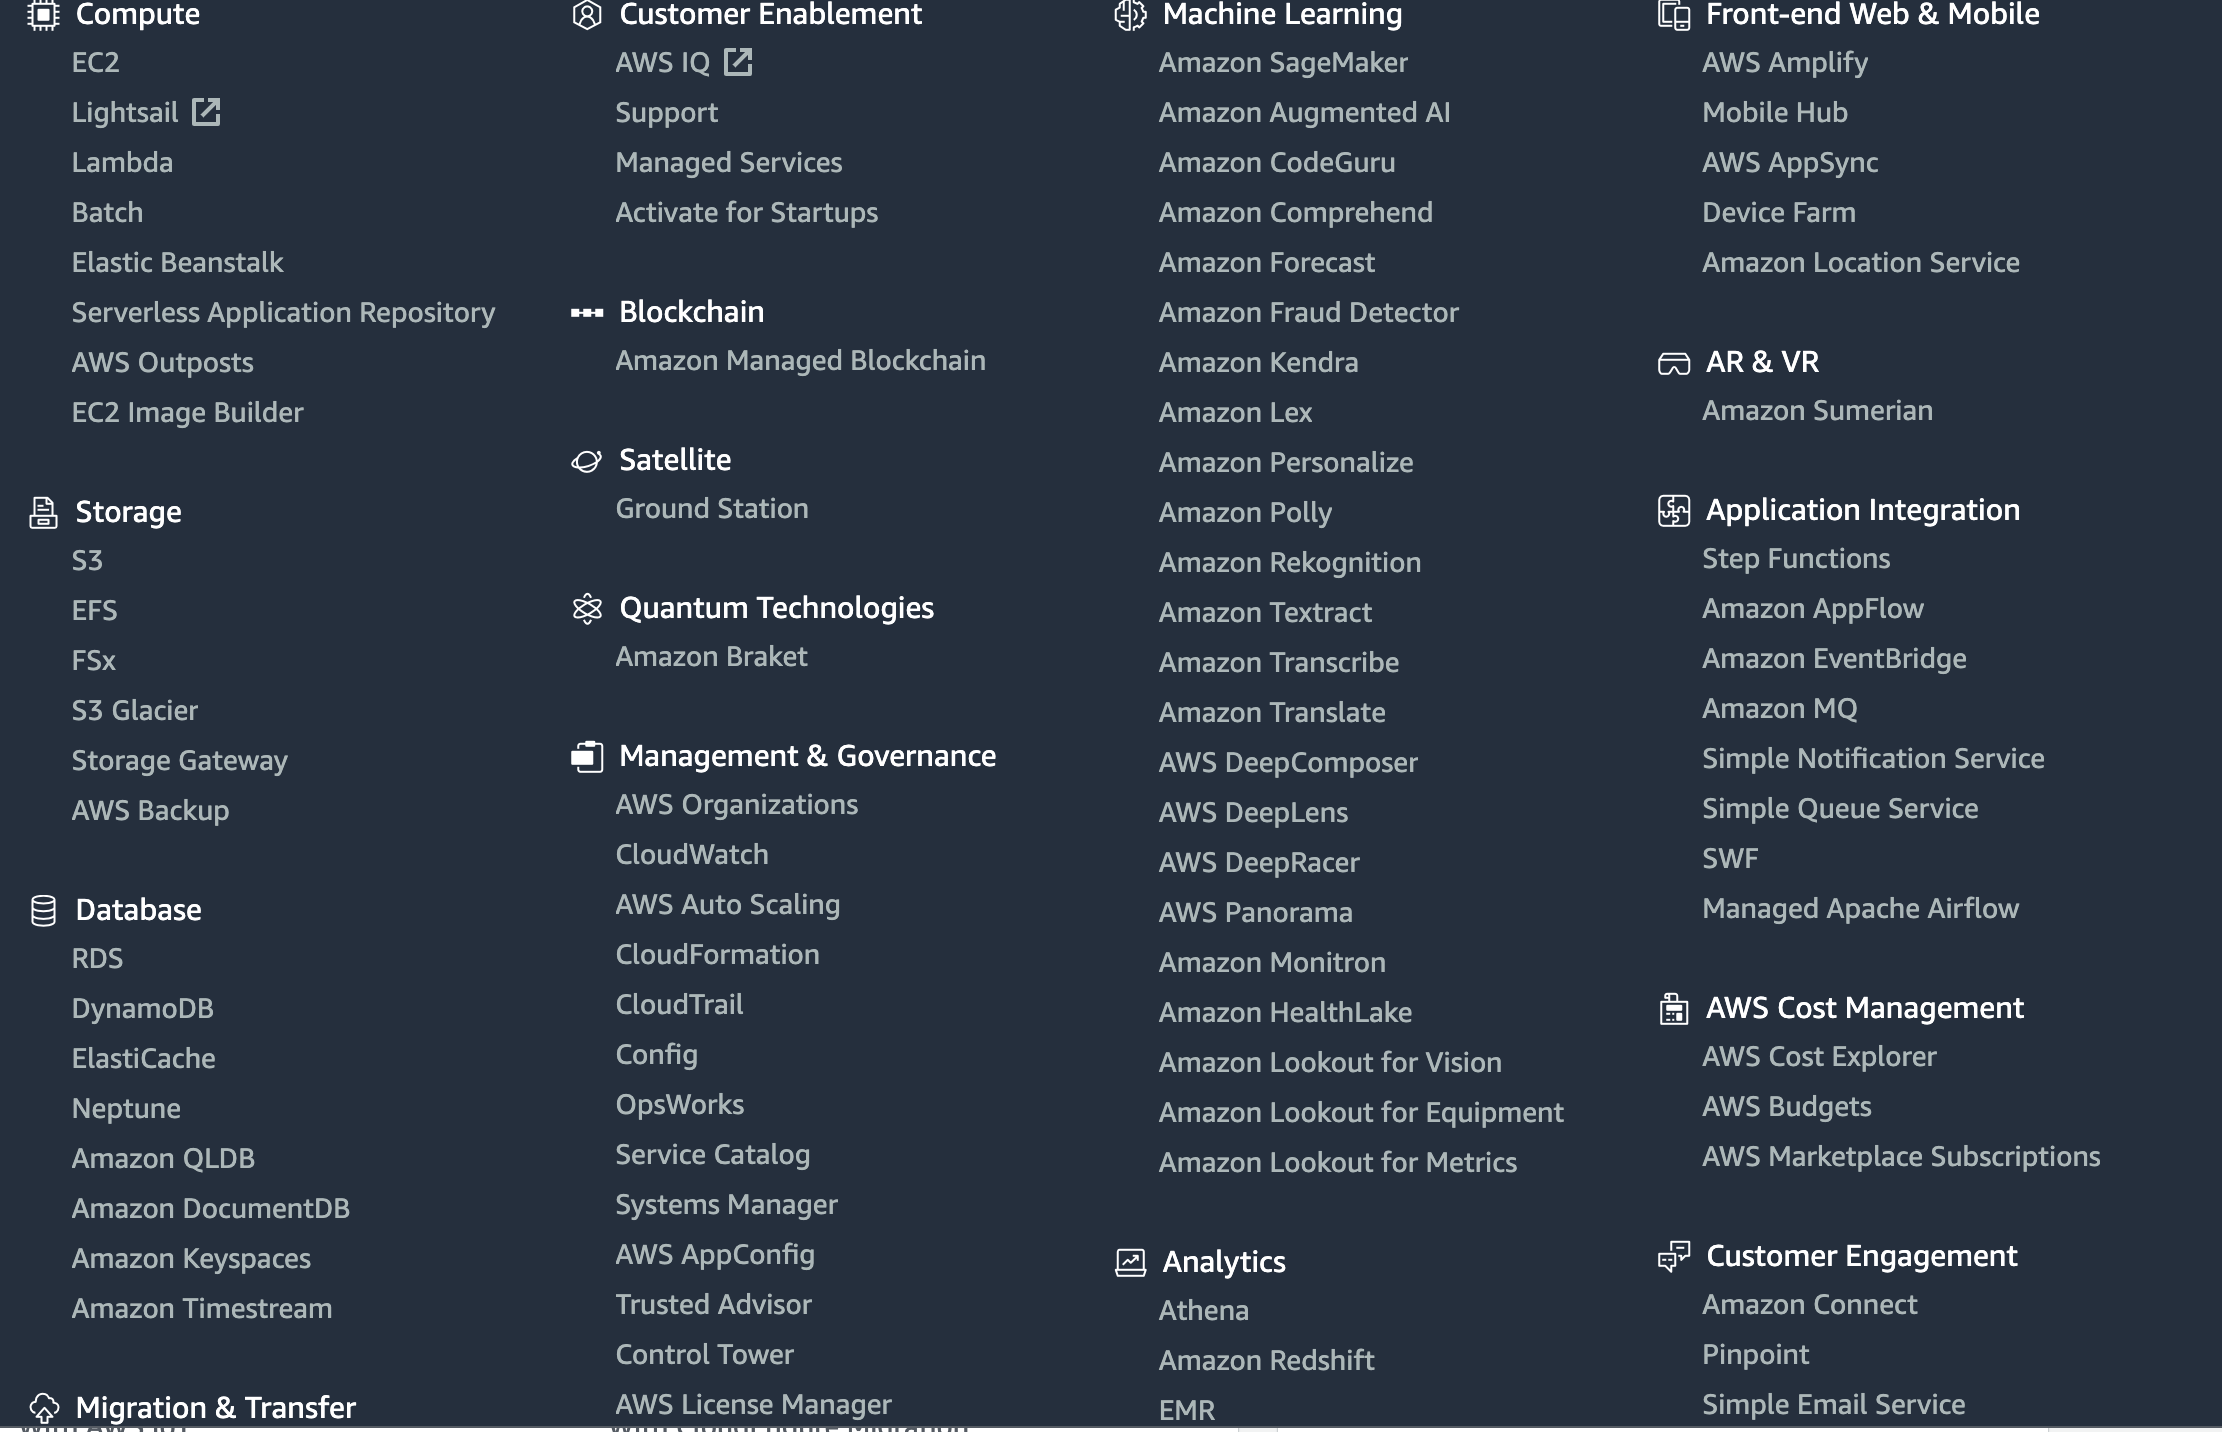 Compute
EC2
Lightsail
Lambda
Batch
Elastic Beanstalk
Serverless Application Repository
AWS Outposts
EC2 Image Builder
Storage
S3
EFS
FSx
S3 Glacier
Storage Gateway
AWS Backup
Database
RDS
DynamoDB
ElastiCache
Neptune
Amazon QLDB
Amazon DocumentDB
Amazon Keyspaces
Amazon Timestream
Migration & Transfer
Customer Enablement
AWS IQ
Support
Managed Services
Activate for Startups
Blockchain
Amazon Managed Blockchain
Satellite
Ground Station
Quantum Technologies
Amazon Braket
Management & Governance
AWS Organizations
CloudWatch
AWS Auto Scaling
CloudFormation
CloudTrail
Config
OpsWorks
Service Catalog
Systems Manager
AWS AppConfig
Trusted Advisor
Control Tower
AWS License Manager
Machine Learning
Amazon SageMaker
Amazon Augmented AI
Amazon CodeGuru
Amazon Comprehend
Amazon Forecast
Amazon Fraud Detector
Amazon Kendra
Amazon Lex
Amazon Personalize
Amazon Polly
Amazon Rekognition
Amazon Textract
Amazon Transcribe
Amazon Translate
AWS DeepComposer
AWS DeepLens
AWS DeepRacer
AWS Panorama
Amazon Monitron
Amazon HealthLake
Amazon Lookout for Vision
Amazon Lookout for Equipment
Amazon Lookout for Metrics
Analytics
Athena
Amazon Redshift
EMR
Front-end Web & Mobile
AWS Amplify
Mobile Hub
AWS AppSync
Device Farm
Amazon Location Service
AR & VR
Amazon Sumerian
Application Integration
Step Functions
Amazon AppFlow
Amazon EventBridge
Amazon MQ
Simple Notification Service
Simple Queue Service
SWF
Managed Apache Airflow
AWS Cost Management
AWS Cost Explorer
AWS Budgets
AWS Marketplace Subscriptions
Customer Engagement
Amazon Connect
Pinpoint
Simple Email Service